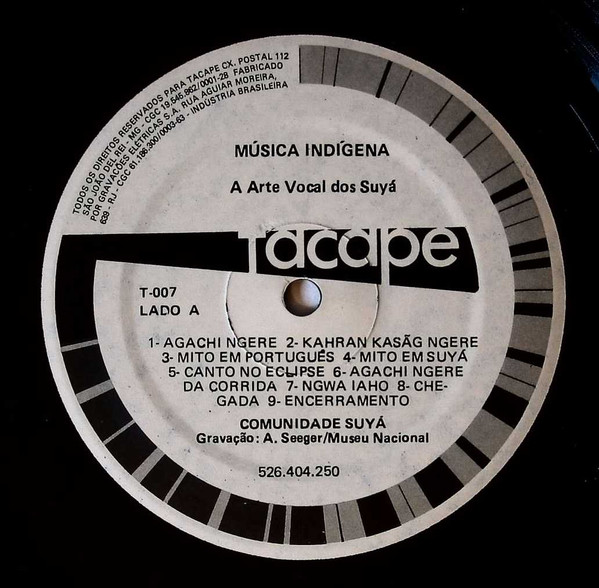 TODOS OS DIREITOS RESERVADOS PARA TACAPE CX. POSTAL 112
SÃO JOÃO DEL REI - MG - CGC 19.545.862/0001-28 FABRICADO
POR GRAVAÇÕES ELÉTRICAS S.A. RUA AGUIAR MOREIRA,
639 - RJ - CGC 61.186.300/0003-63 - INDÚSTRIA BRASILEIRA
MÚSICA INDÍGENA
A Arte Vocal dos Suyá
tacape
T-007
LADO A
1- AGACHI NGERE 2- KAHRAN KASÃG NGERE
3- MITO EM PORTUGUÊS 4- MITO EM SUYÁ
5- CANTO NO ECLIPSE 6- AGACHI NGERE
DA CORRIDA 7- NGWA IAHO 8- CHE-
GADA 9- ENCERRAMENTO
COMUNIDADE SUYÁ
Gravação: A. Seeger/Museu Nacional
526.404.250